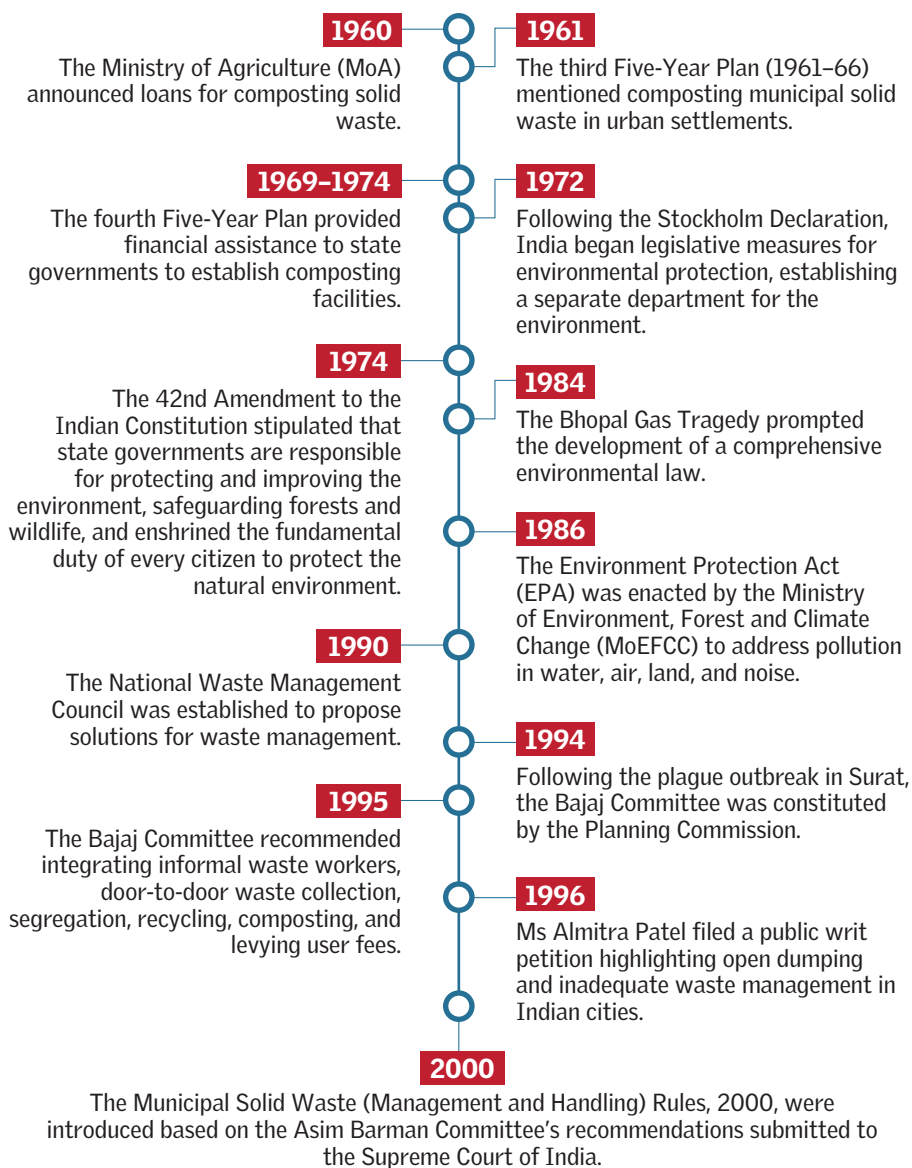 1960
The Ministry of Agriculture (MoA)
announced loans for composting solid
waste.
1961
The third Five-Year Plan (1961–66)
mentioned composting municipal solid
waste in urban settlements.
1969–1974
The fourth Five-Year Plan provided
financial assistance to state
governments to establish composting
facilities.
1972
Following the Stockholm Declaration,
India began legislative measures for
environmental protection, establishing
a separate department for the
environment.
1974
The 42nd Amendment to the
Indian Constitution stipulated that
state governments are responsible
for protecting and improving the
environment, safeguarding forests and
wildlife, and enshrined the fundamental
duty of every citizen to protect the
natural environment.
1984
The Bhopal Gas Tragedy prompted
the development of a comprehensive
environmental law.
1986
The Environment Protection Act
(EPA) was enacted by the Ministry
of Environment, Forest and Climate
Change (MoEFCC) to address pollution
in water, air, land, and noise.
1990
The National Waste Management
Council was established to propose
solutions for waste management.
1994
Following the plague outbreak in Surat,
the Bajaj Committee was constituted
by the Planning Commission.
1995
The Bajaj Committee recommended
integrating informal waste workers,
door-to-door waste collection,
segregation, recycling, composting, and
levying user fees.
1996
Ms Almitra Patel filed a public writ
petition highlighting open dumping
and inadequate waste management in
Indian cities.
2000
The Municipal Solid Waste (Management and Handling) Rules, 2000, were
introduced based on the Asim Barman Committee’s recommendations submitted to
the Supreme Court of India.